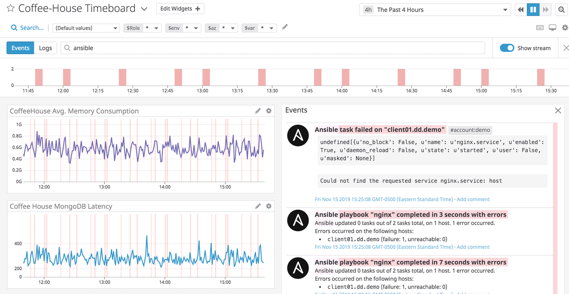 Coffee-House Timeboard
Edit Widgets +
4h The Past 4 Hours
Search...
(Default values)
$Role *
$env *
$az *
$var *
Events
Logs
ansible
Show stream
2
0
11:45 12:00 12:15 12:30 12:45 13:00 13:15 13:30 13:45 14:00 14:15 14:30 14:45 15:00 15:15 15:30
CoffeeHouse Avg. Memory Consumption
1G
0.8G
0.6G
0.4G
0.2G
0G
12:00 13:00 14:00 15:00
Coffee House MongoDB Latency
400
200
0
12:00 13:00 14:00 15:00
Events
Ansible task failed on "client01.dd.demo" #account:demo
undefined[{u'no_block': False, u'name': u'nginx.service', u'enabled':
True, u'daemon_reload': False, u'state': u'started', u'user': False,
u'masked': None}]
Could not find the requested service nginx.service: host
Fri Nov 15 2019 15:25:08 GMT-0500 (Eastern Standard Time) · Add comment
Ansible playbook "nginx" completed in 3 seconds with errors
Ansible updated 0 tasks out of 2 tasks total, on 1 host. 1 error occurred.
Errors occurred on the following hosts:
• client01.dd.demo (failure: 1, unreachable: 0)
Fri Nov 15 2019 15:25:08 GMT-0500 (Eastern Standard Time) · Add comment
Ansible playbook "nginx" completed in 7 seconds with errors
Ansible updated 0 tasks out of 2 tasks total, on 1 host. 1 error occurred.
Errors occurred on the following hosts:
• client01.dd.demo (failure: 1, unreachable: 0)